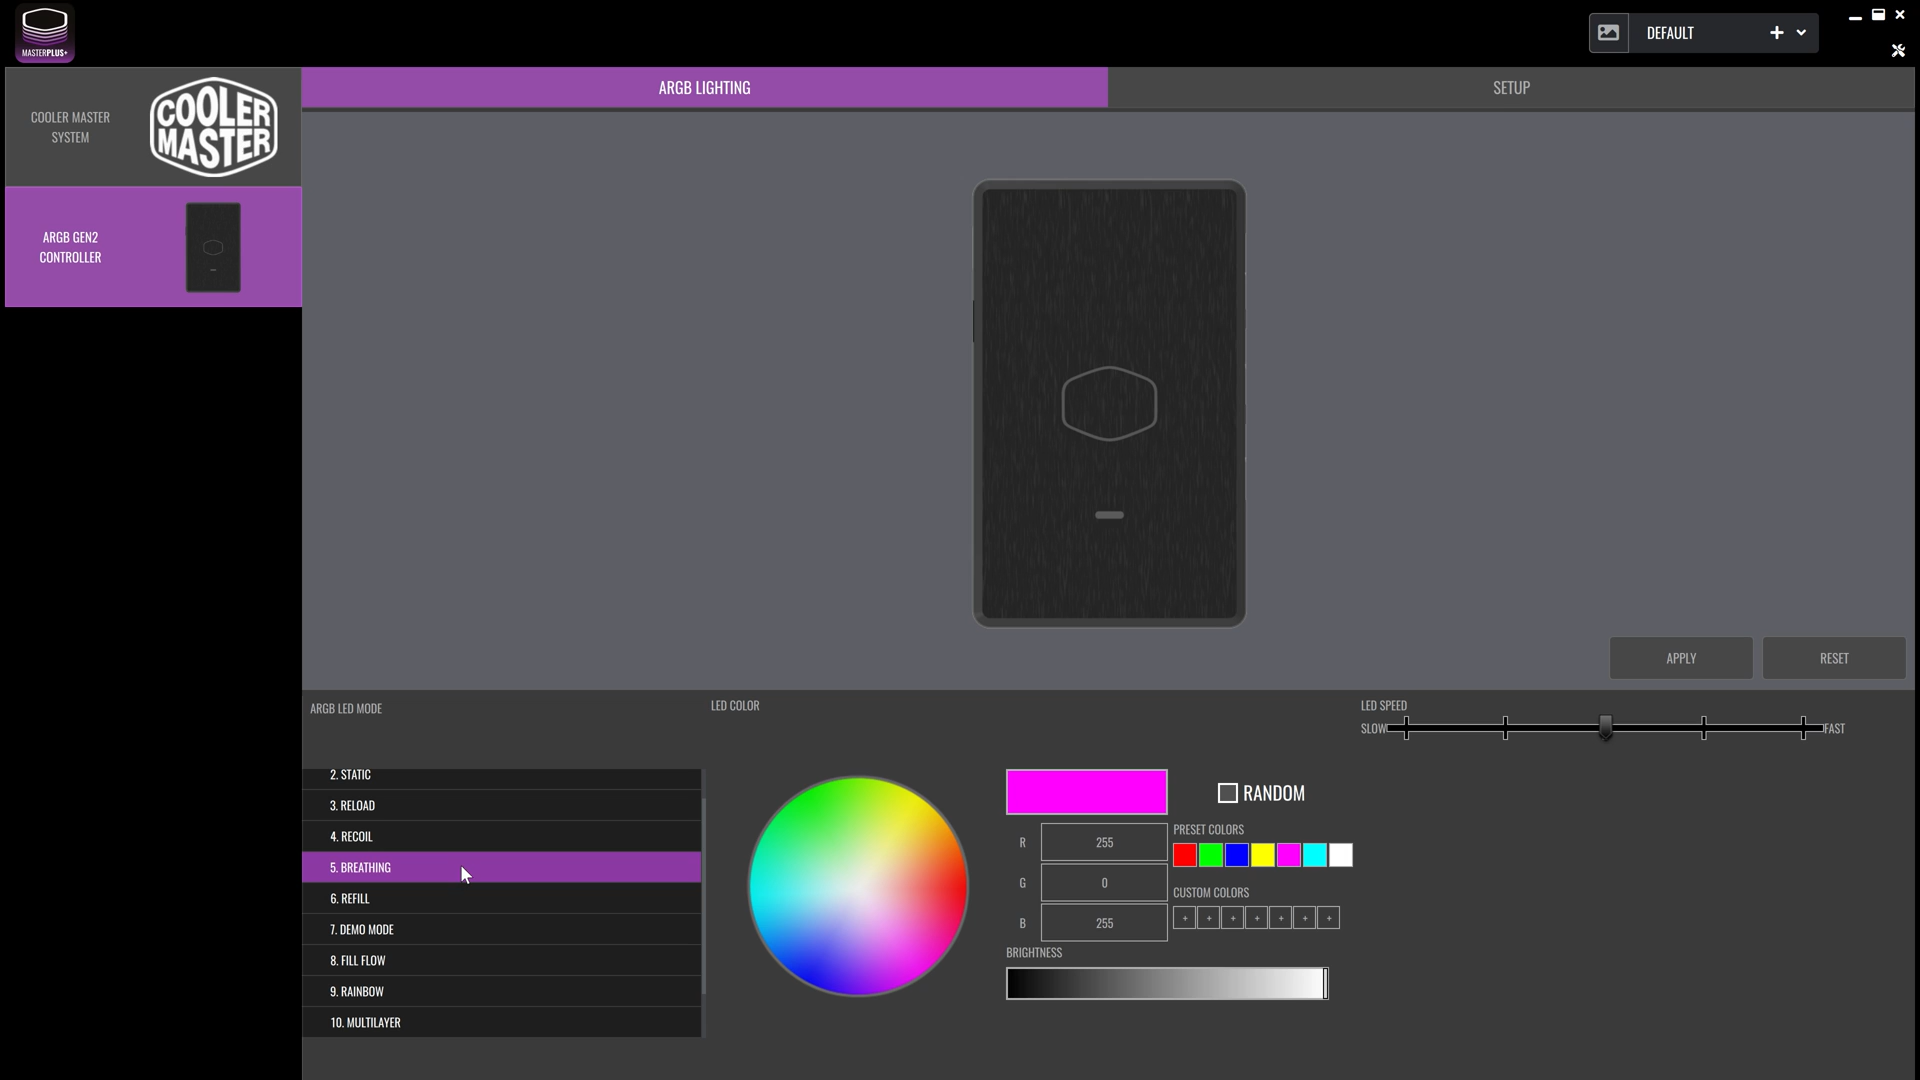 MASTERPLUS+
DEFAULT
COOLER MASTER
SYSTEM
COOLER
MASTER
ARGB LIGHTING
SETUP
ARGB GEN2
CONTROLLER
APPLY
RESET
ARGB LED MODE
LED COLOR
LED SPEED
SLOW
FAST
2. STATIC
3. RELOAD
4. RECOIL
5. BREATHING
6. REFILL
7. DEMO MODE
8. FILL FLOW
9. RAINBOW
10. MULTILAYER
RANDOM
R 255
G 0
B 255
PRESET COLORS
CUSTOM COLORS
+ + + + + + +
BRIGHTNESS